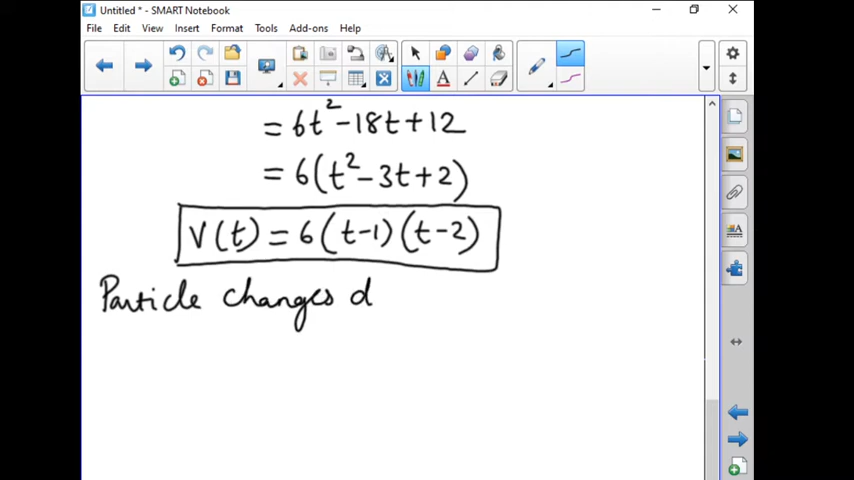 Untitled * - SMART Notebook
File Edit View Insert Format Tools Add-ons Help
= 6t² - 18t + 12
= 6(t² - 3t + 2)
V(t) = 6(t-1)(t-2)
Particle changes d